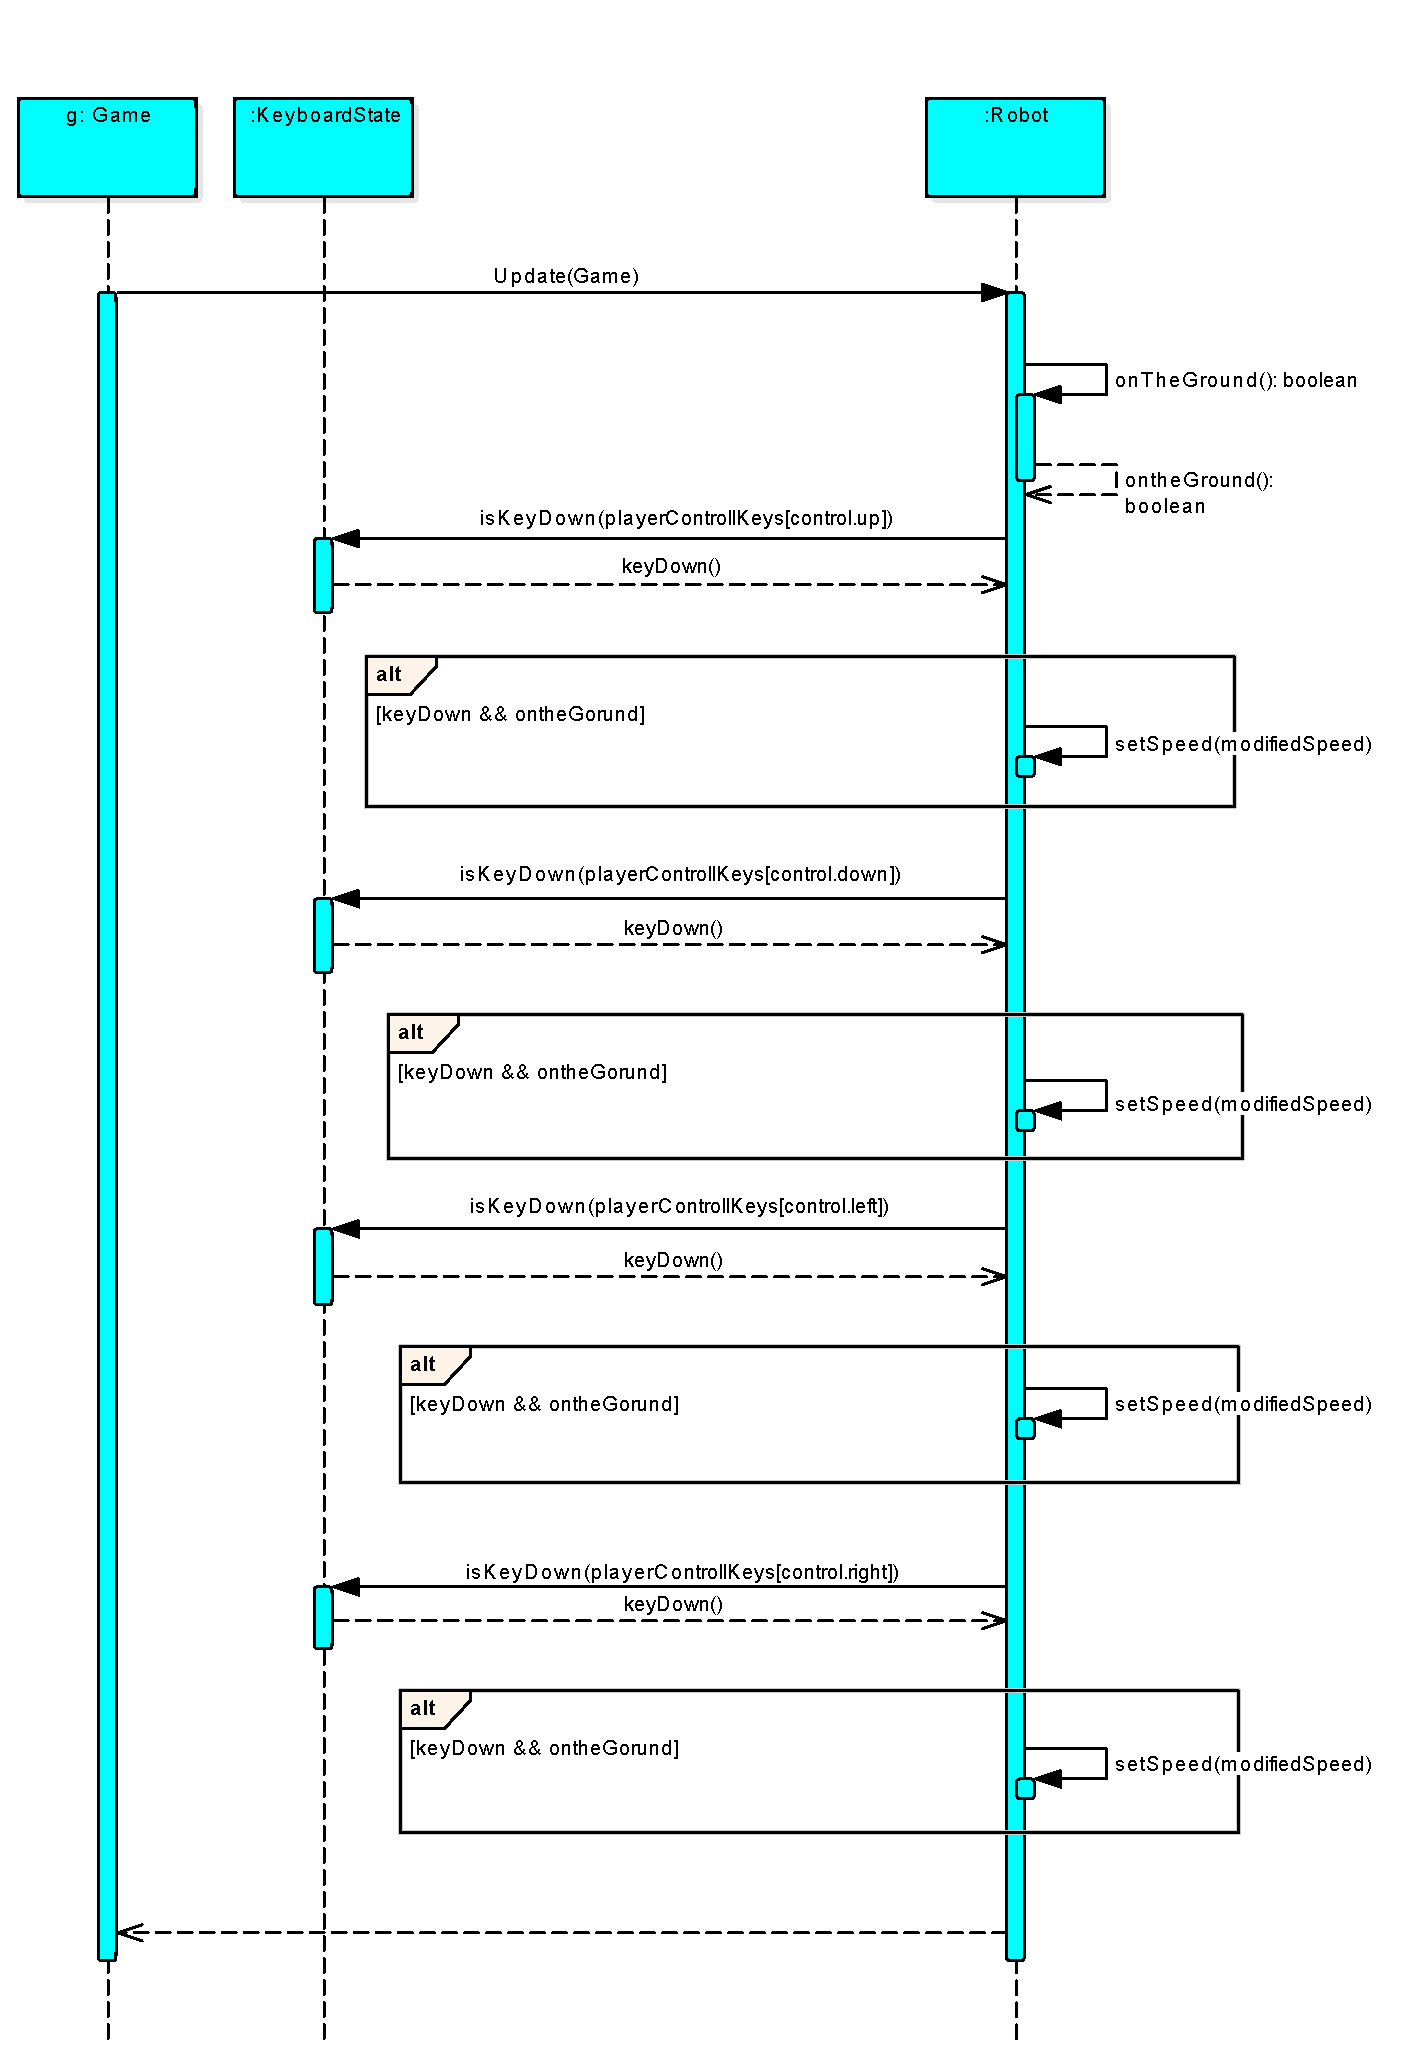 g: Game
:KeyboardState
:Robot
Update(Game)
onTheGround(): boolean
ontheGround():
boolean
isKeyDown(playerControllKeys[control.up])
keyDown()
alt
[keyDown && ontheGorund]
setSpeed(modifiedSpeed)
isKeyDown(playerControllKeys[control.down])
keyDown()
alt
[keyDown && ontheGorund]
setSpeed(modifiedSpeed)
isKeyDown(playerControllKeys[control.left])
keyDown()
alt
[keyDown && ontheGorund]
setSpeed(modifiedSpeed)
isKeyDown(playerControllKeys[control.right])
keyDown()
alt
[keyDown && ontheGorund]
setSpeed(modifiedSpeed)